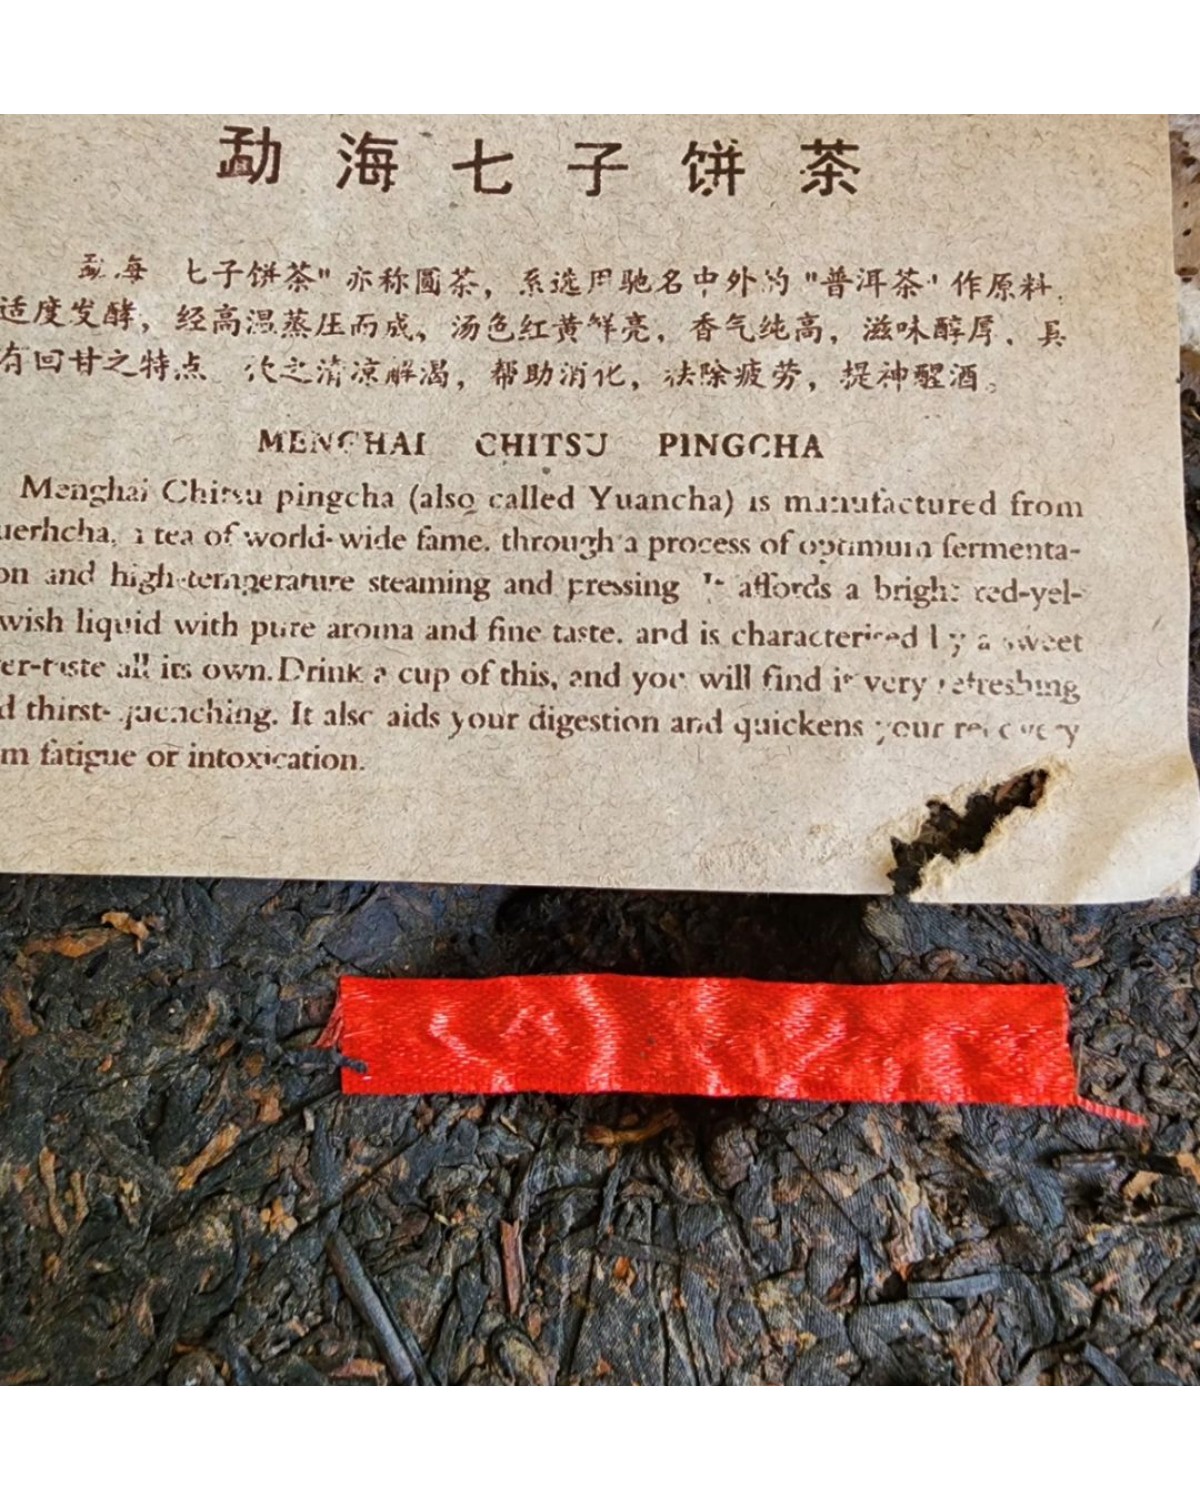 勐海七子饼茶
勐海 七子饼茶" 亦称圆茶，系选用驰名中外的"普洱茶"作原料，
适度发酵，经高温蒸压而成，汤色红黄鲜亮，香气纯高，滋味醇厚，具
有回甘之特点 饮之清凉解渴，帮助消化，祛除疲劳，提神醒酒。
MENGHAI CHITSU PINGCHA
Menghai Chitsu pingcha (also called Yuancha) is manufactured from
uerhcha, a tea of world-wide fame. through a process of optimum fermenta-
on and high-temperature steaming and pressing It affords a bright red-yel-
wish liquid with pure aroma and fine taste. and is characterised by a sweet
er-taste all its own. Drink a cup of this, and you will find it very refreshing
d thirst-quenching. It also aids your digestion and quickens your recovery
m fatigue or intoxication.